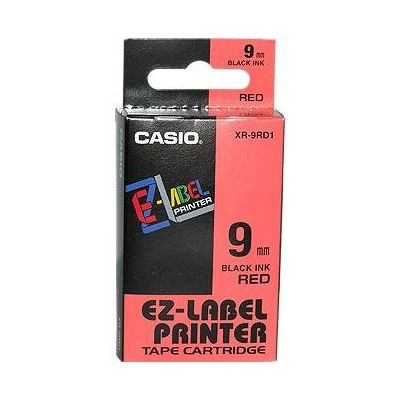 9 mm
BLACK INK
RED
CASIO
XR-9RD1
EZ-LABEL
PRINTER
9 mm
BLACK INK
RED
EZ-LABEL
PRINTER
TAPE CARTRIDGE